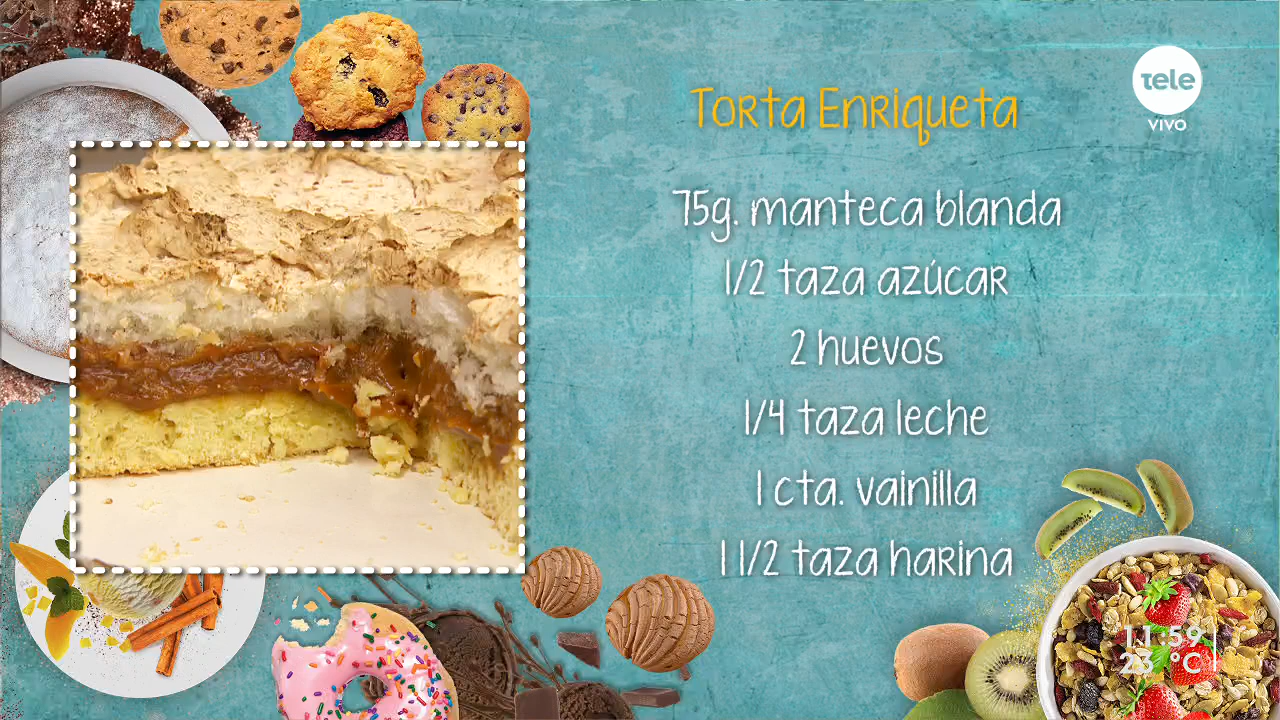 tele
VIVO
Torta Enriqueta
75g. manteca blanda
1/2 taza azúcar
2 huevos
1/4 taza leche
1 cta. vainilla
1 1/2 taza harina
11:59
23 °C